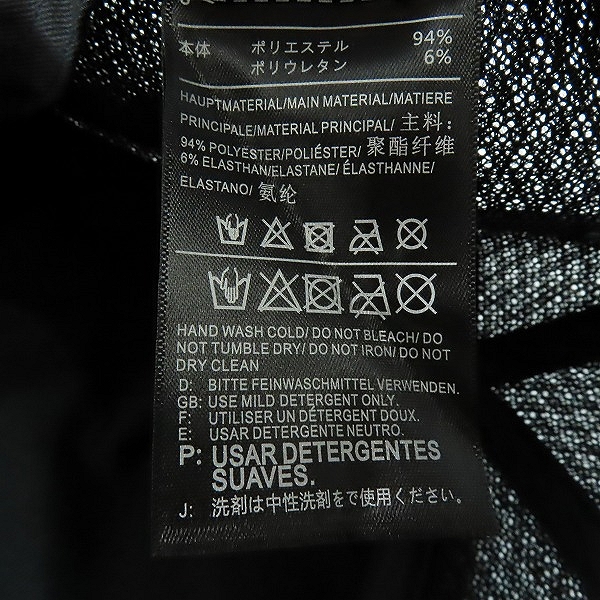 本体 ポリエステル 94%
ポリウレタン 6%
HAUPTMATERIAL/MAIN MATERIAL/MATIERE
PRINCIPALE/MATERIAL PRINCIPAL/ 主料:
94% POLYESTER/POLIÉSTER/ 聚酯纤维
6% ELASTHAN/ELASTANE/ ÉLASTHANNE/
ELASTANO/ 氨纶
HAND WASH COLD/ DO NOT BLEACH/ DO
NOT TUMBLE DRY/ DO NOT IRON/ DO NOT
DRY CLEAN
D: BITTE FEINWASCHMITTEL VERWENDEN.
GB: USE MILD DETERGENT ONLY.
F: UTILISER UN DÉTERGENT DOUX.
E: USAR DETERGENTE NEUTRO.
P: USAR DETERGENTES
SUAVES.
J: 洗剤は中性洗剤をで使用ください。